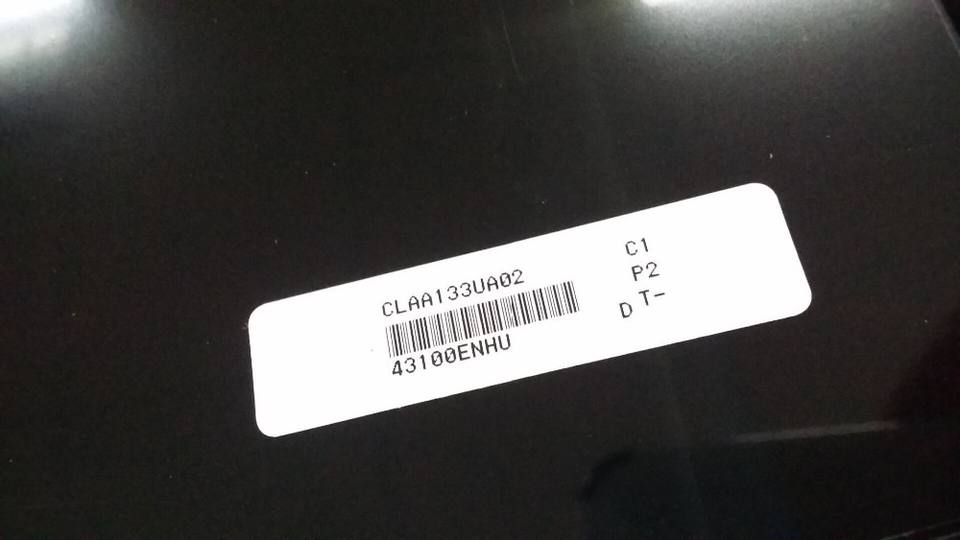 CLAA133UA02
43100ENHU
C1
P2
D T-